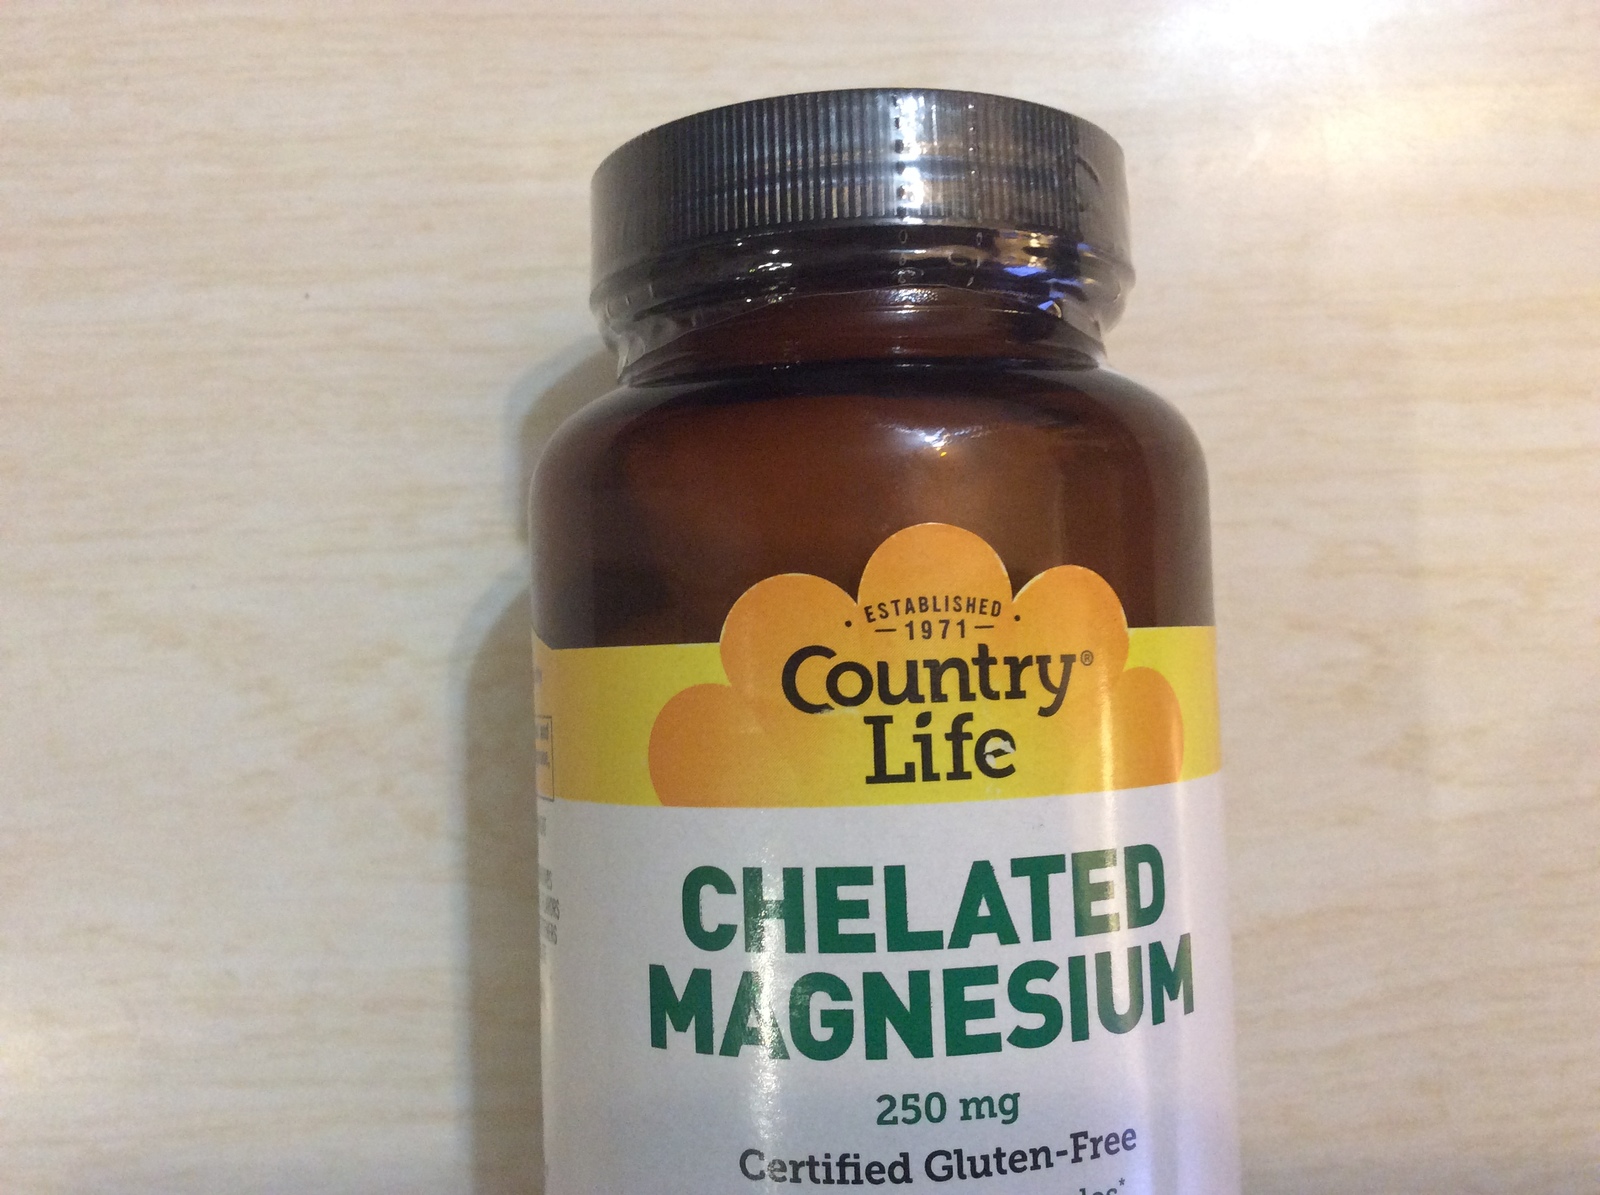 • ESTABLISHED •
—1971—
Country®
Life
CHELATED
MAGNESIUM
250 mg
Certified Gluten-Free